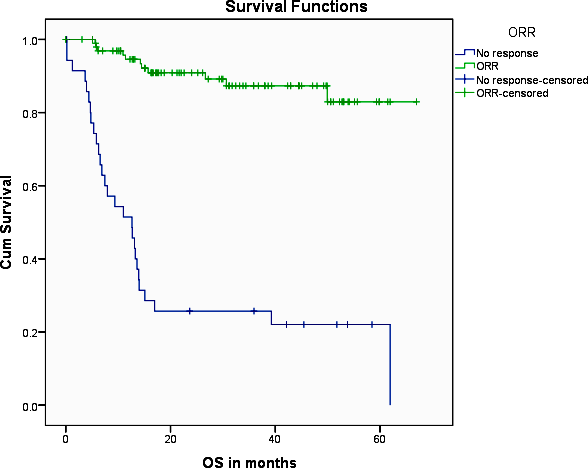 Survival Functions
ORR
No response
ORR
No response-censored
ORR-censored
Cum Survival
1.0
0.8
0.6
0.4
0.2
0.0
0
20
40
60
OS in months